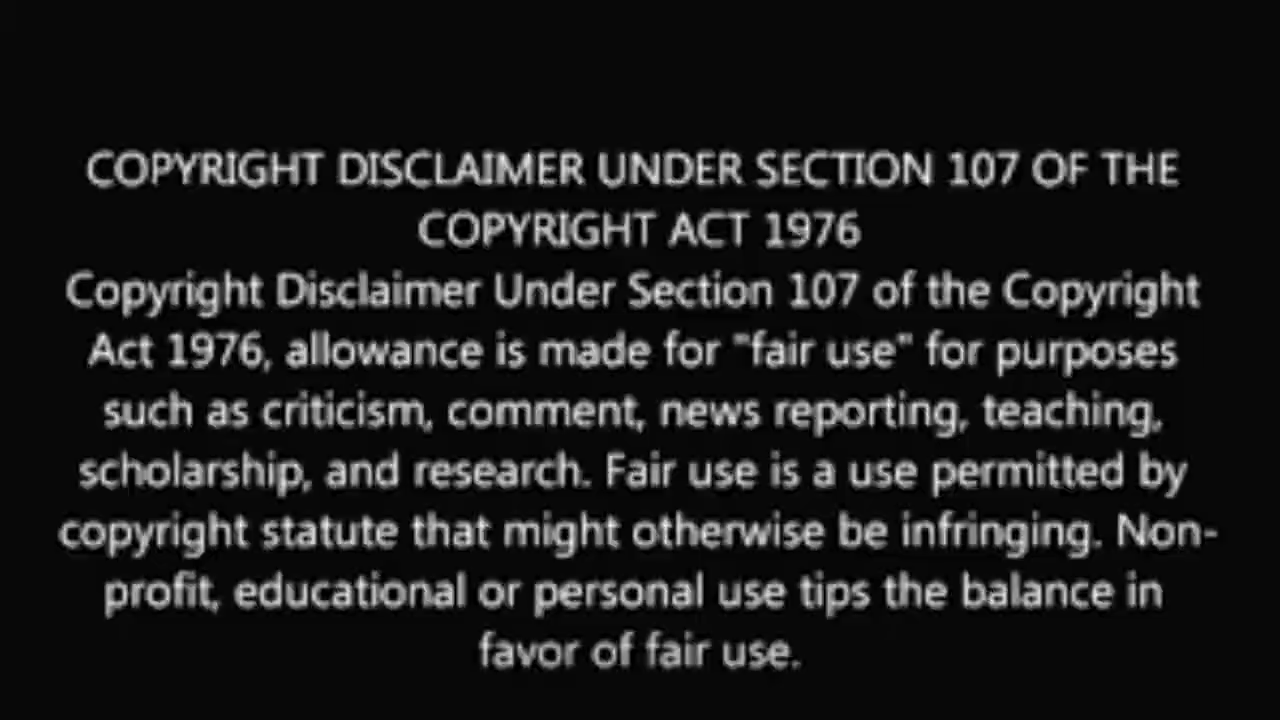 COPYRIGHT DISCLAIMER UNDER SECTION 107 OF THE
COPYRIGHT ACT 1976
Copyright Disclaimer Under Section 107 of the Copyright
Act 1976, allowance is made for "fair use" for purposes
such as criticism, comment, news reporting, teaching,
scholarship, and research. Fair use is a use permitted by
copyright statute that might otherwise be infringing. Non-
profit, educational or personal use tips the balance in
favor of fair use.